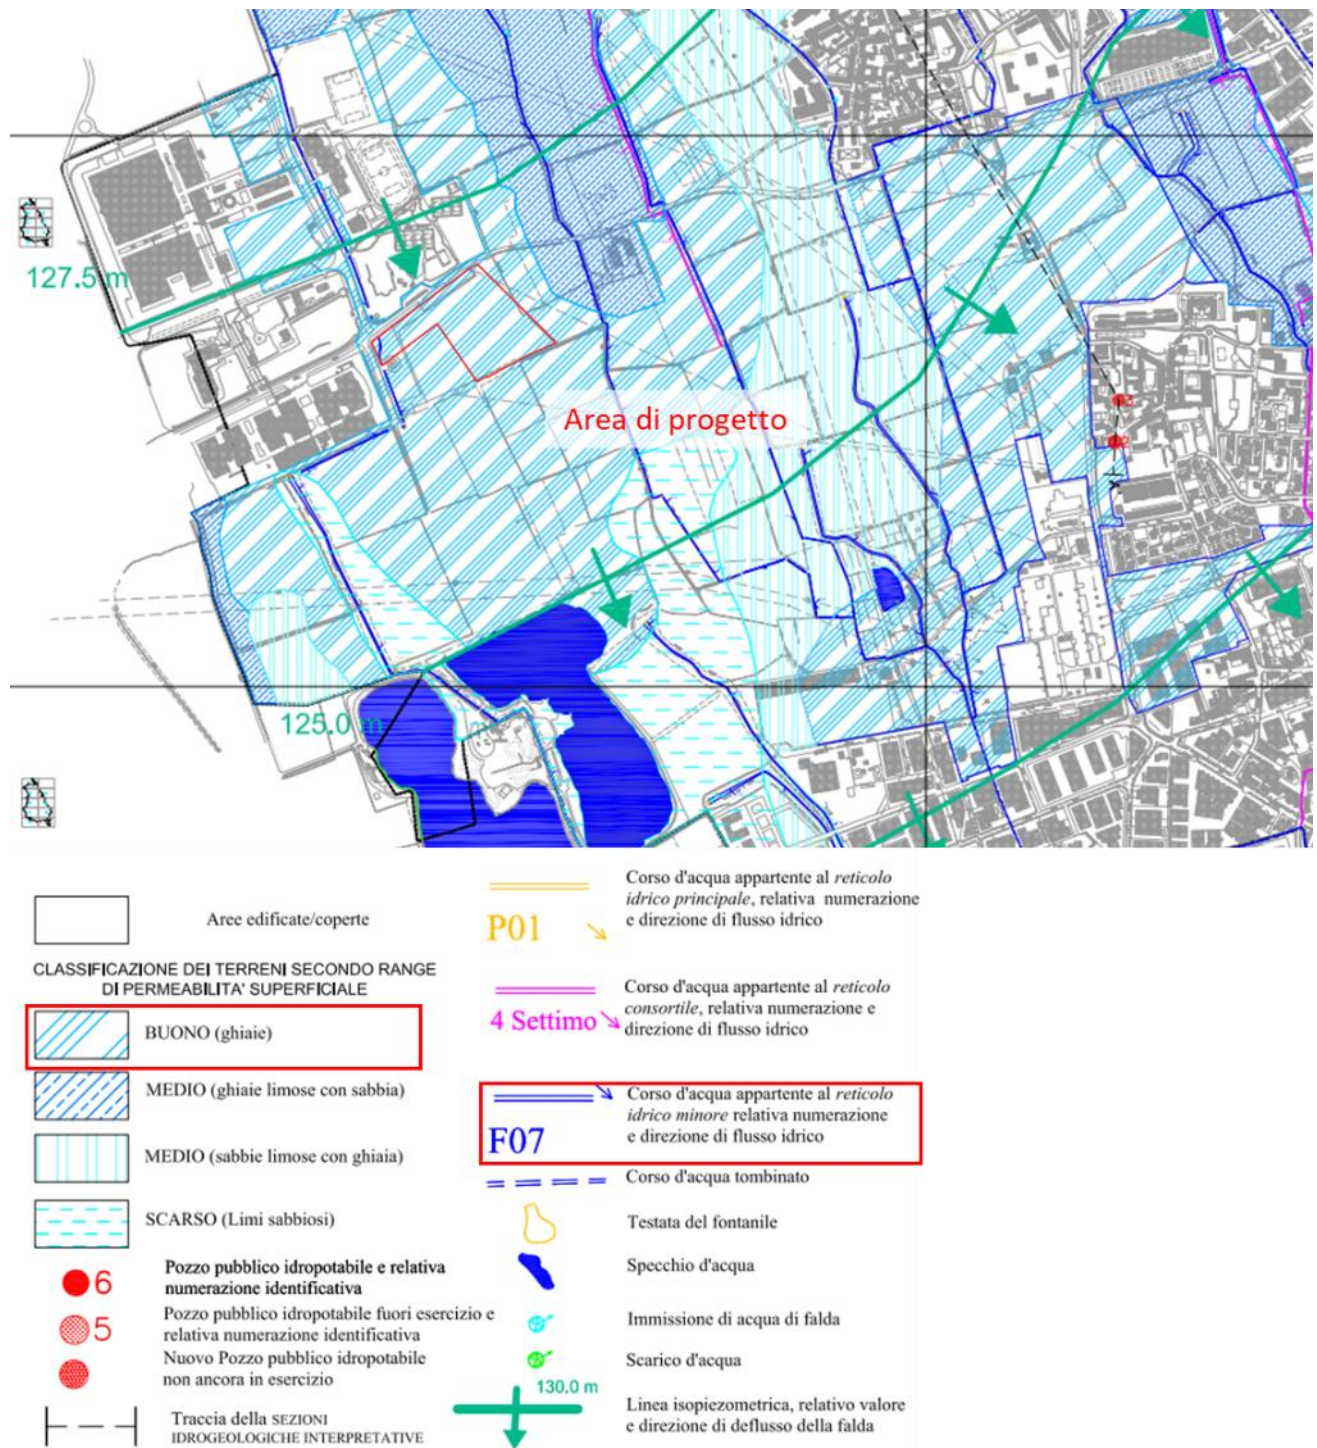 127.5 m
Area di progetto
125.0 m
Aree edificate/coperte
CLASSIFICAZIONE DEI TERRENI SECONDO RANGE
DI PERMEABILITA' SUPERFICIALE
BUONO (ghiaie)
MEDIO (ghiaie limose con sabbia)
MEDIO (sabbie limose con ghiaia)
SCARSO (Limi sabbiosi)
6
Pozzo pubblico idropotabile e relativa
numerazione identificativa
5
Pozzo pubblico idropotabile fuori esercizio e
relativa numerazione identificativa
Nuovo Pozzo pubblico idropotabile
non ancora in esercizio
Traccia della SEZIONI
IDROGEOLOGICHE INTERPRETATIVE
P01
Corso d'acqua appartente al reticolo
idrico principale, relativa numerazione
e direzione di flusso idrico
4 Settimo
Corso d'acqua appartente al reticolo
consortile, relativa numerazione e
direzione di flusso idrico
F07
Corso d'acqua appartente al reticolo
idrico minore relativa numerazione
e direzione di flusso idrico
Corso d'acqua tombinato
Testata del fontanile
Specchio d'acqua
Immissione di acqua di falda
Scarico d'acqua
130.0 m
Linea isopiezometrica, relativo valore
e direzione di deflusso della falda